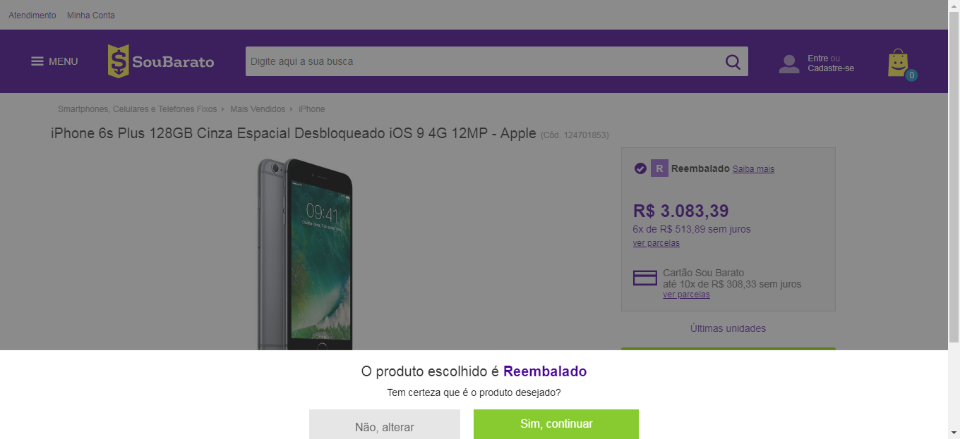 Atendimento Minha Conta
MENU SouBarato Digite aqui a sua busca Entre ou
Cadastre-se
0
Smartphones, Celulares e Telefones Fixos › Mais Vendidos › iPhone
iPhone 6s Plus 128GB Cinza Espacial Desbloqueado iOS 9 4G 12MP - Apple (Cód. 124701853)
09:41
R Reembalado Saiba mais
R$ 3.083,39
6x de R$ 513,89 sem juros
ver parcelas
Cartão Sou Barato
até 10x de R$ 308,33 sem juros
ver parcelas
Últimas unidades
O produto escolhido é Reembalado
Tem certeza que é o produto desejado?
Não, alterar
Sim, continuar